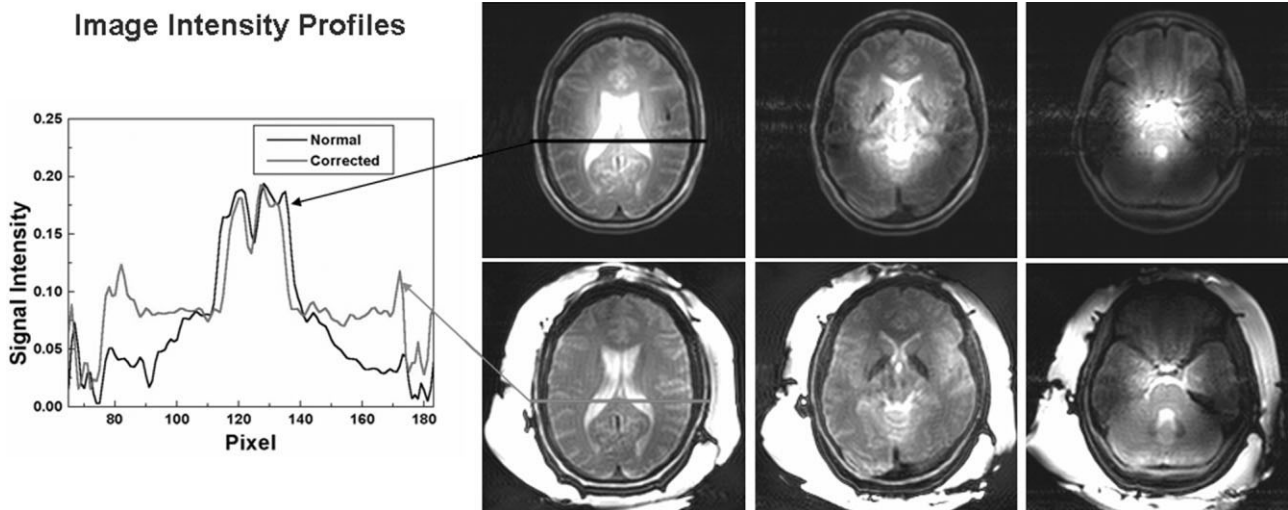 Image Intensity Profiles
0.25
0.20
0.15
0.10
0.05
0.00
Signal Intensity
Normal
Corrected
80 100 120 140 160 180
Pixel